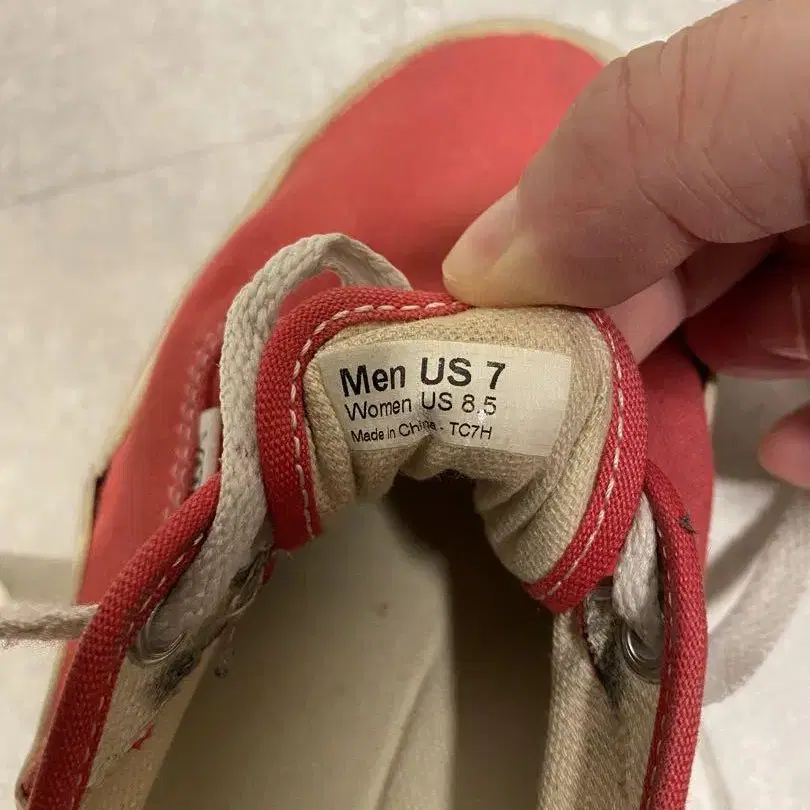 Men US 7
Women US 8.5
Made in China - TC7H